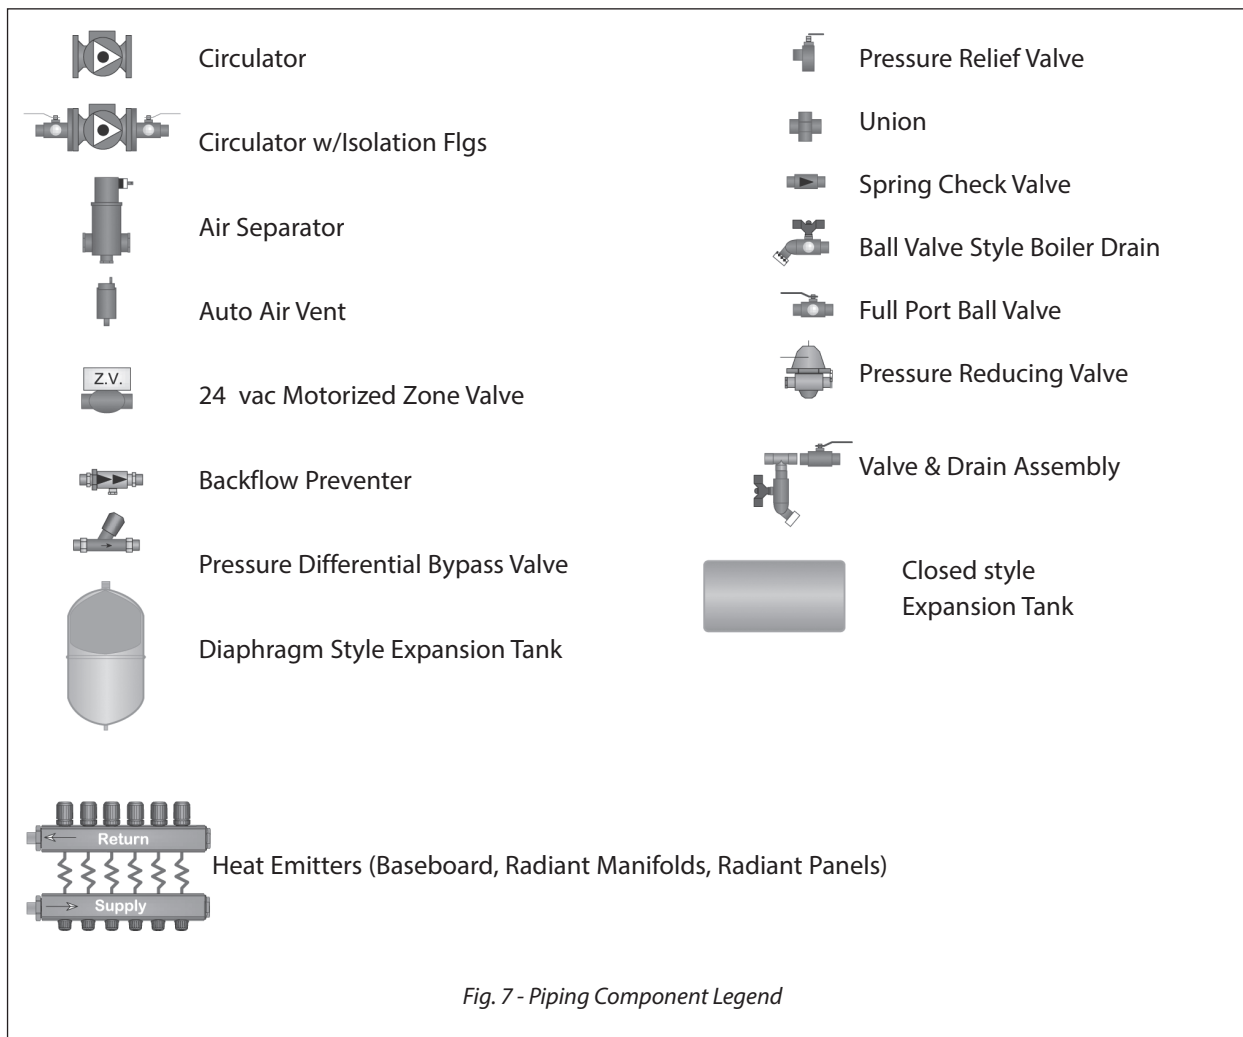 Circulator
Circulator w/Isolation Flgs
Air Separator
Auto Air Vent
Z.V.
24 vac Motorized Zone Valve
Backflow Preventer
Pressure Differential Bypass Valve
Diaphragm Style Expansion Tank
Pressure Relief Valve
Union
Spring Check Valve
Ball Valve Style Boiler Drain
Full Port Ball Valve
Pressure Reducing Valve
Valve & Drain Assembly
Closed style
Expansion Tank
Return
Heat Emitters (Baseboard, Radiant Manifolds, Radiant Panels)
Supply
Fig. 7 - Piping Component Legend